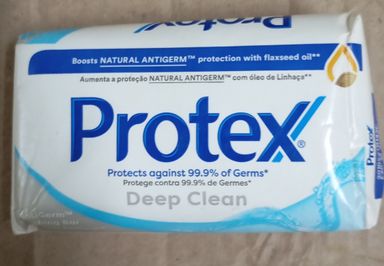 Protex
Boosts NATURAL ANTIGERM™ protection with flaxseed oil**
Aumenta a proteção NATURAL ANTIGERM™ com óleo de Linhaça**
Protex®
Protects against 99.9% of Germs*
Protege contra 99.9% de Germes*
Deep Clean
Protex